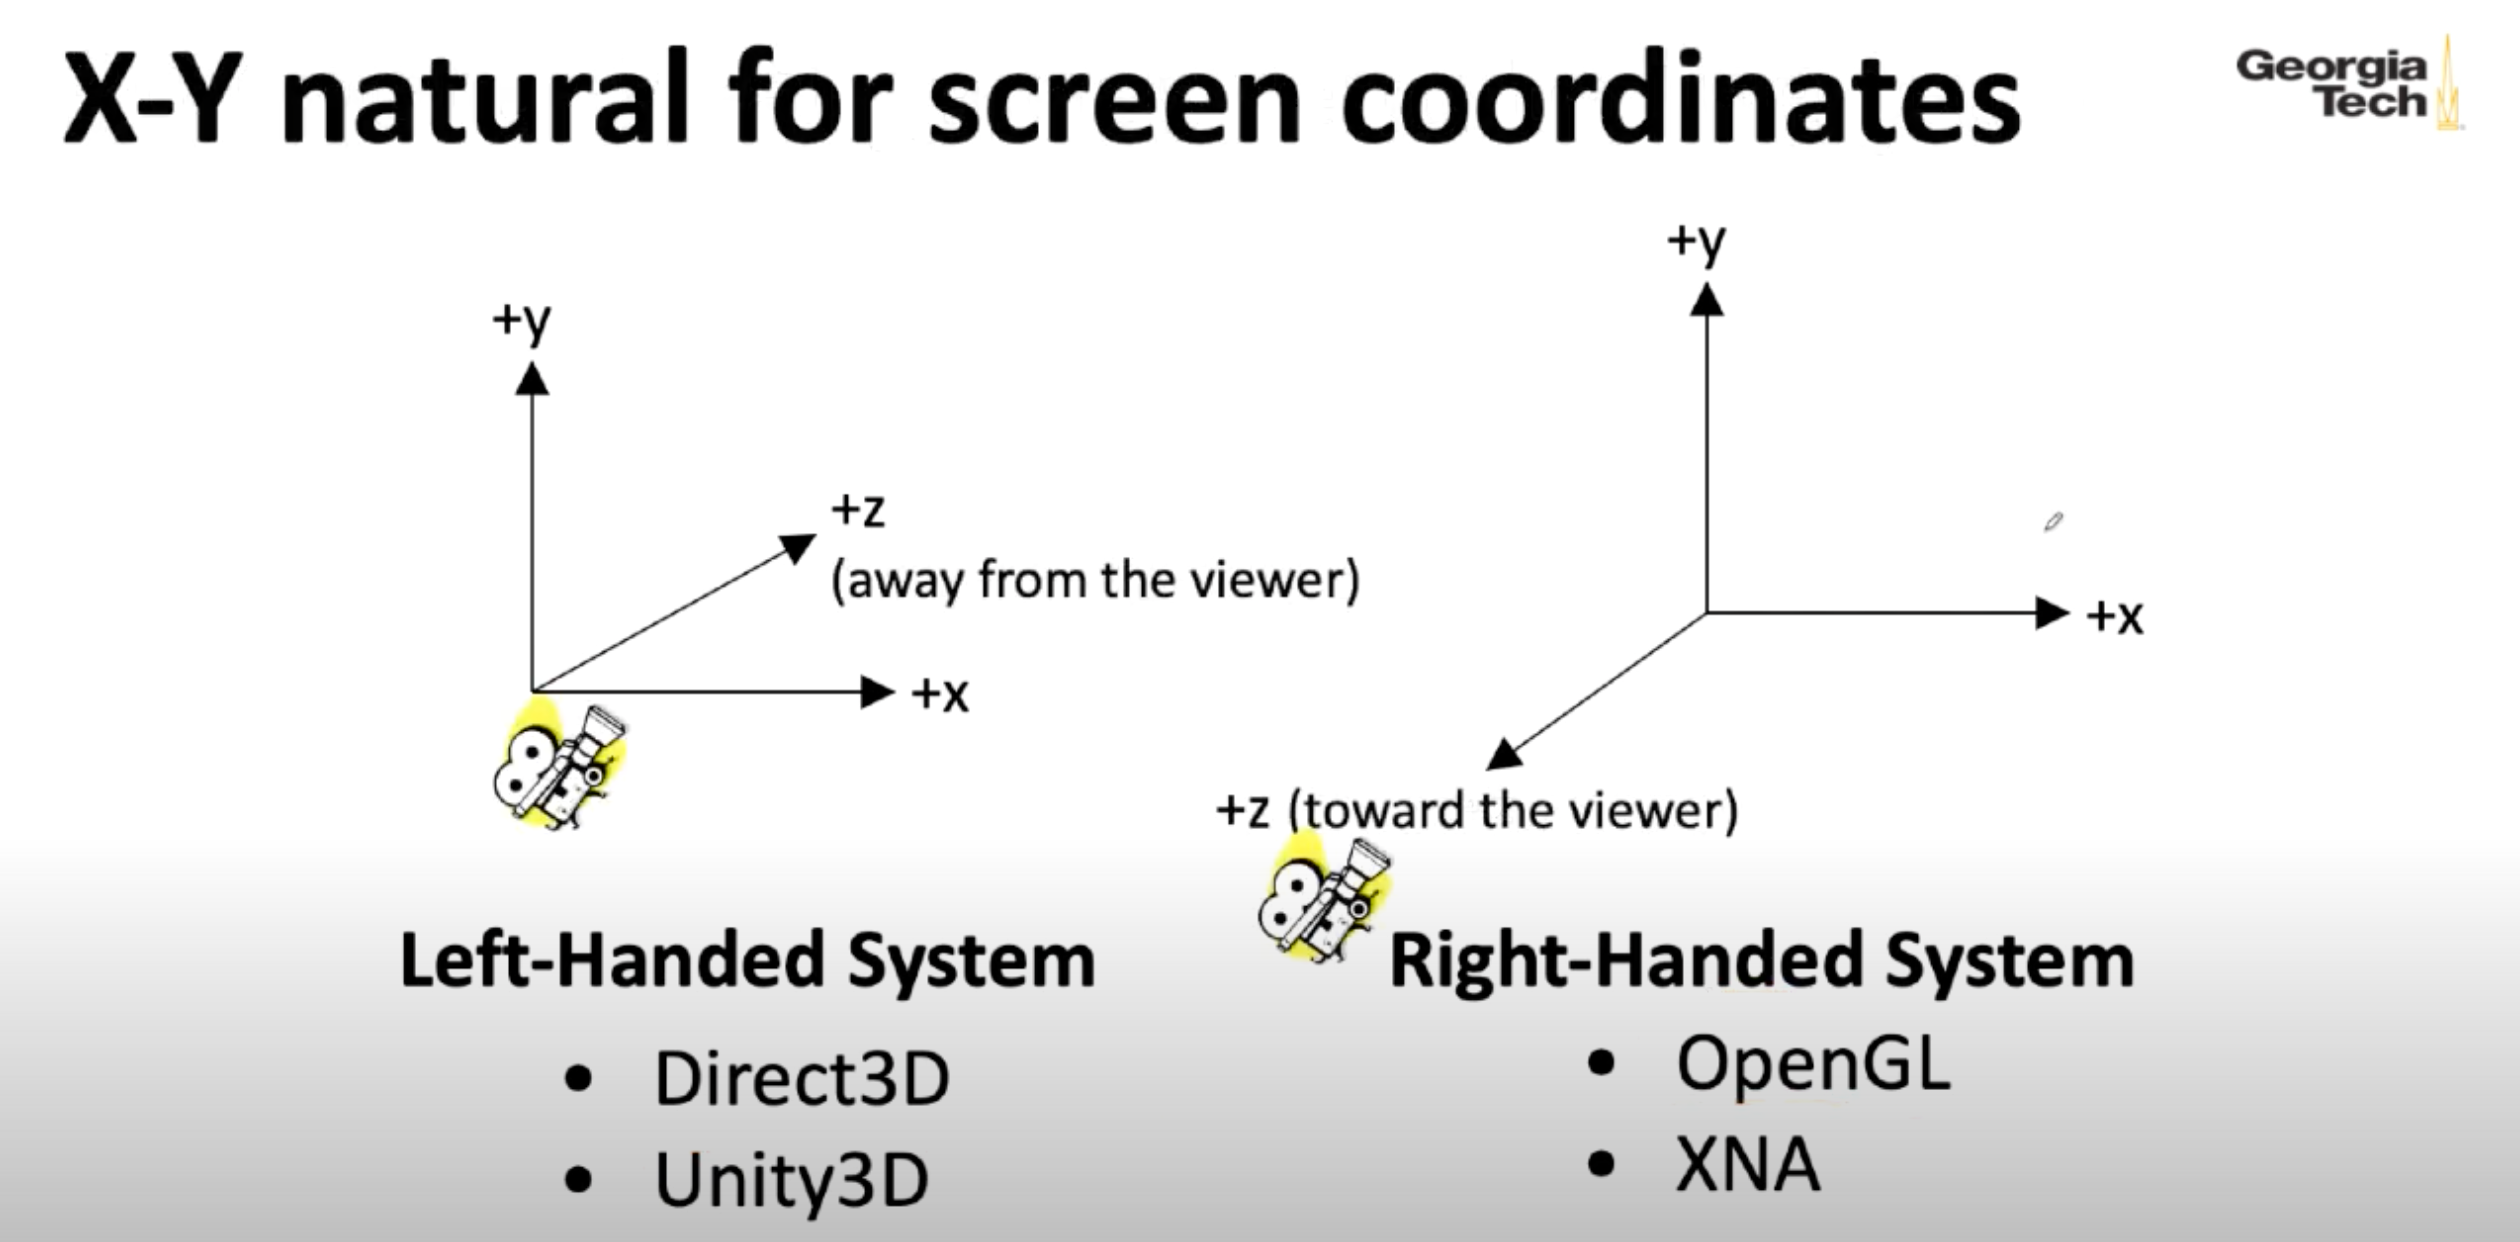 X-Y natural for screen coordinates
Georgia
Tech
+y
+z
(away from the viewer)
+x
Left-Handed System
• Direct3D
• Unity3D
+y
+x
+z (toward the viewer)
Right-Handed System
• OpenGL
• XNA